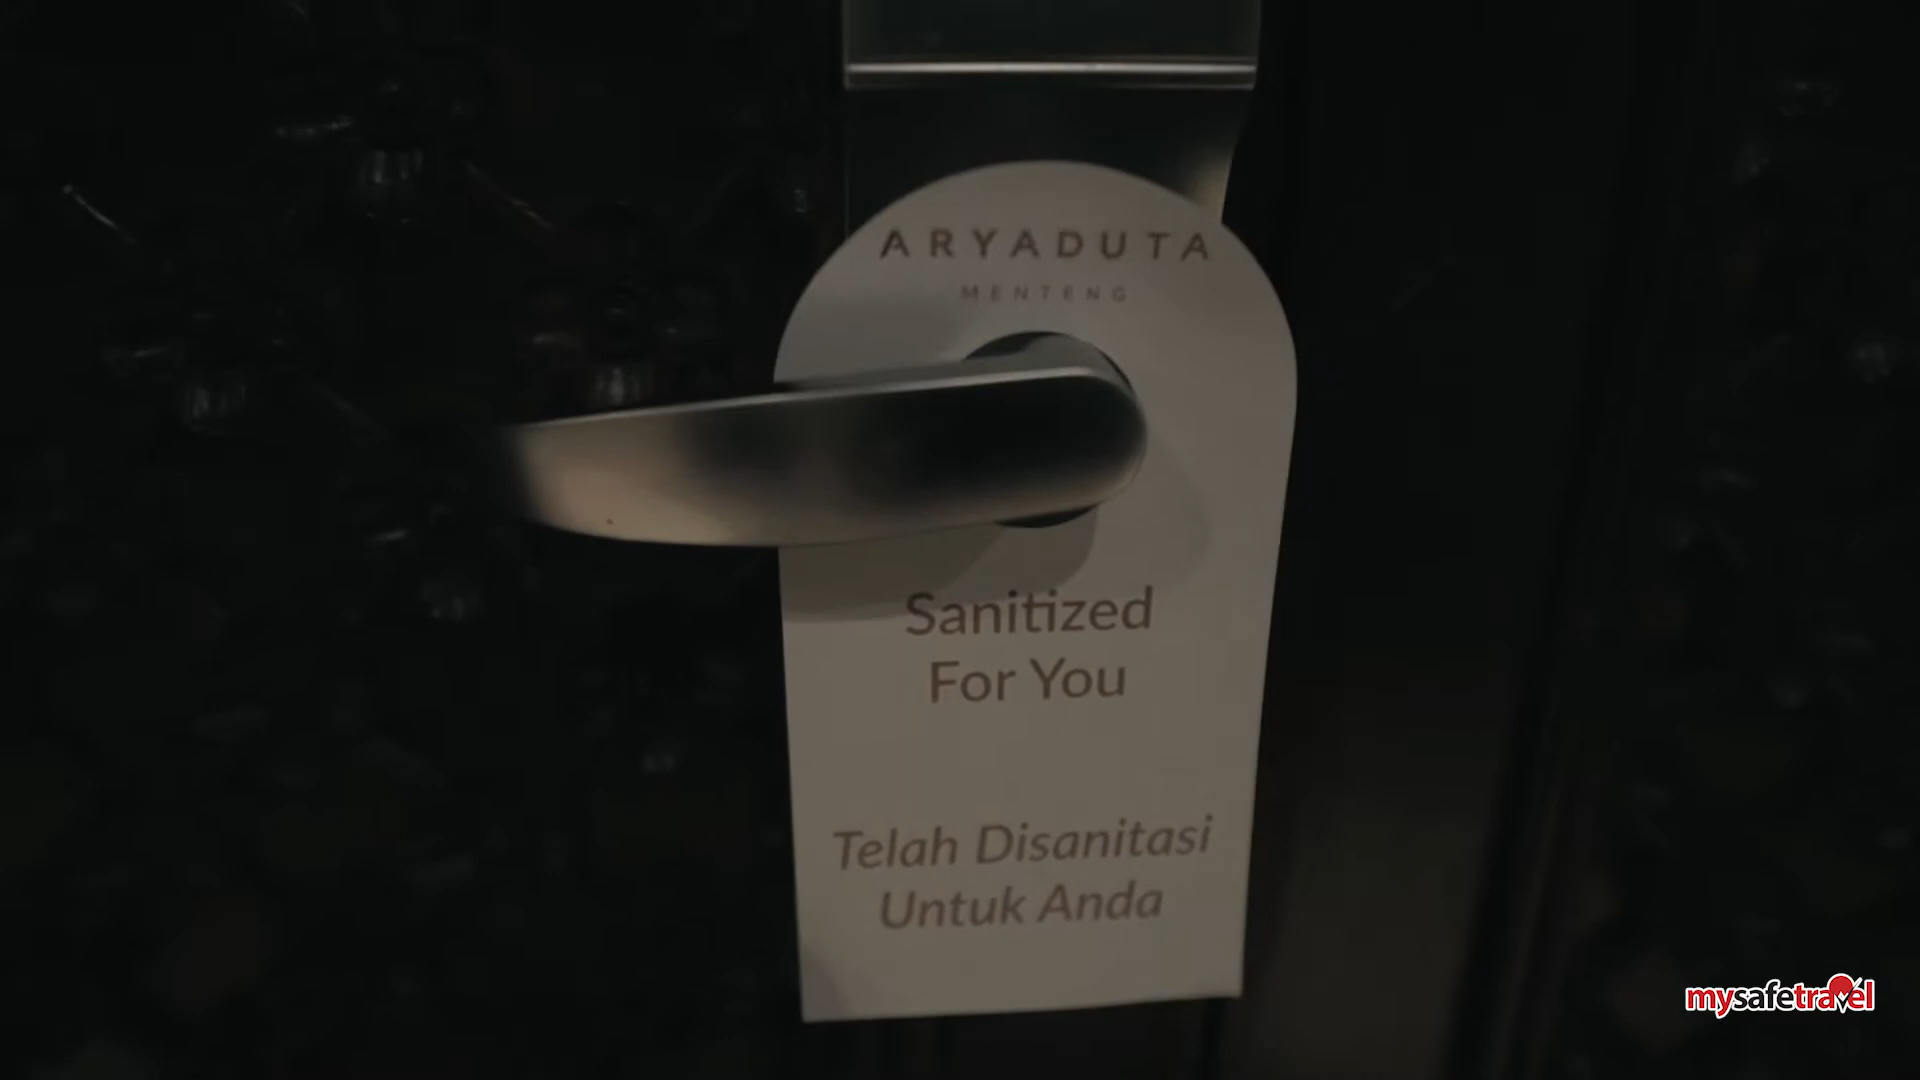 ARYADUTA
MENTENG
Sanitized
For You
Telah Disanitasi
Untuk Anda
mysafetravel